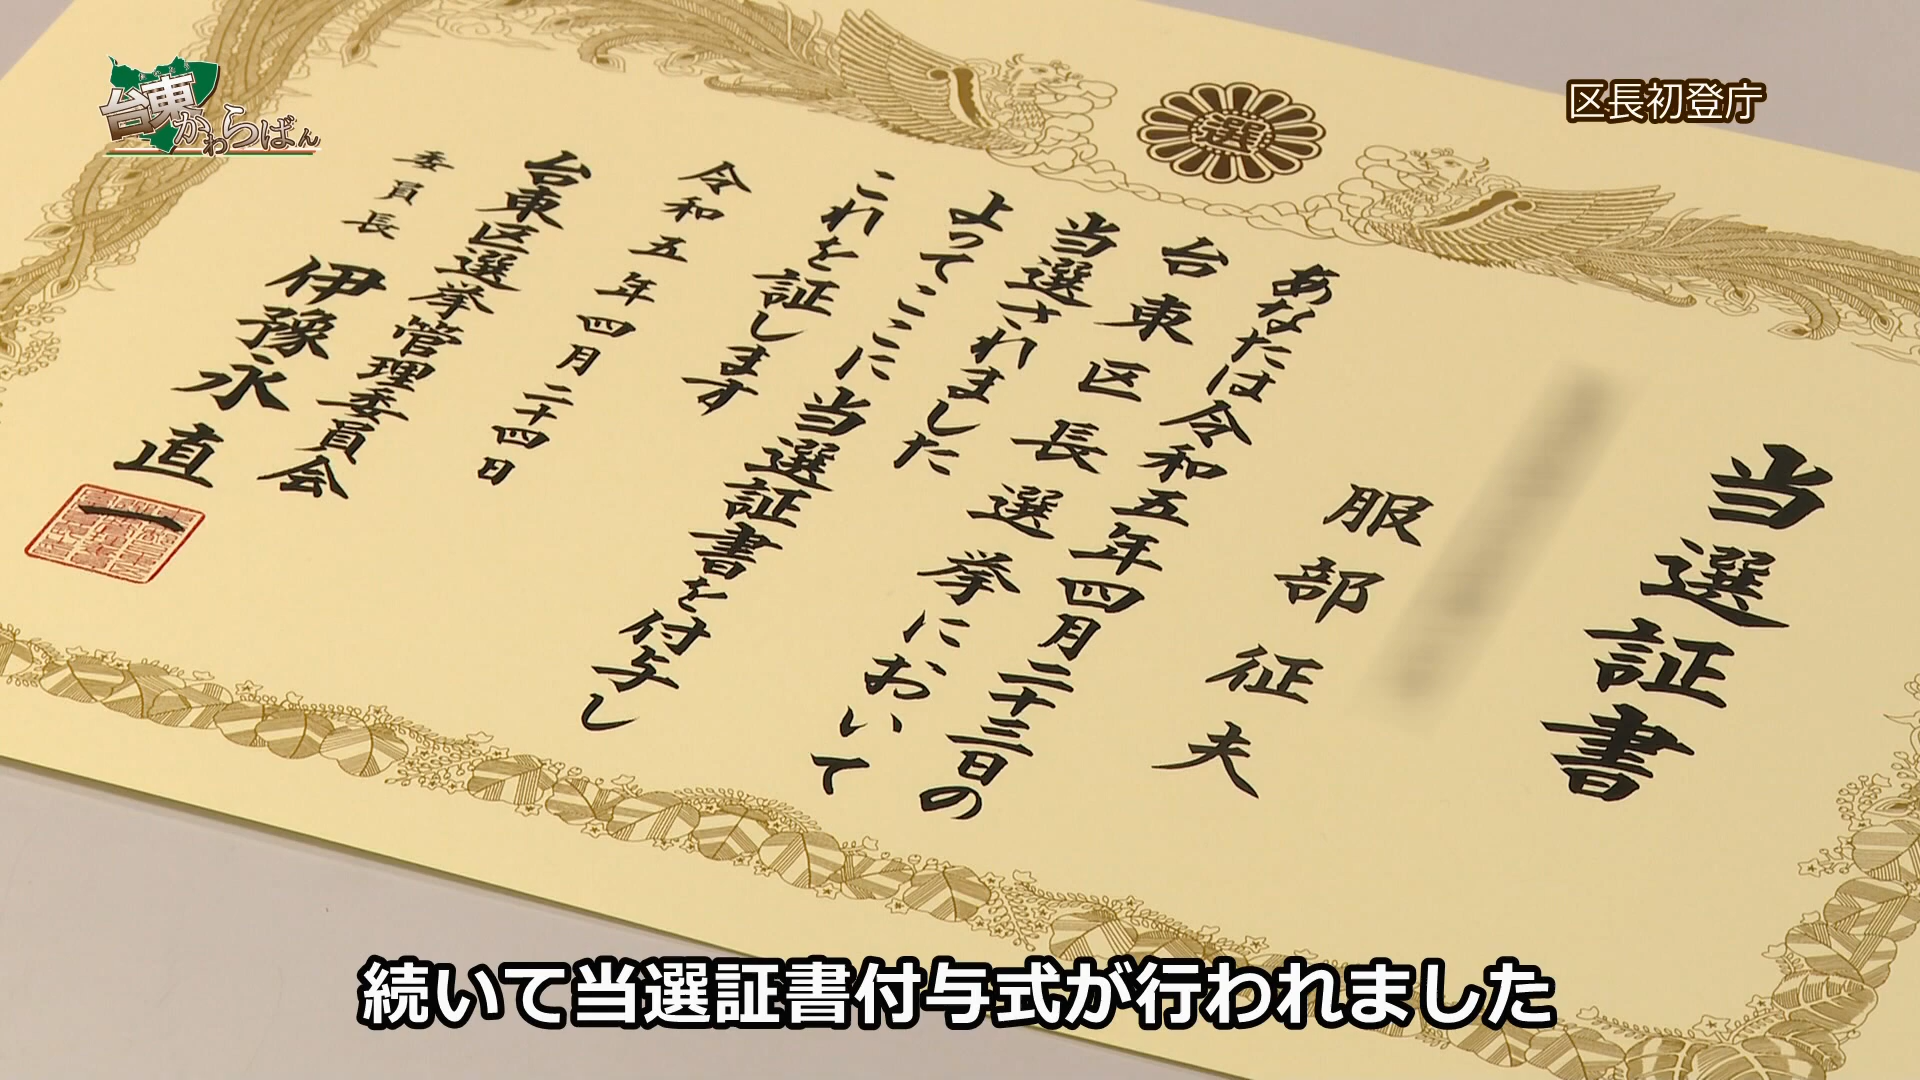 台東かわらばん
区長初登庁
選
当選証書
服部征夫
あなたは令和五年四月二十三日の
台東区長選挙において
当選されました
よってここに当選証書を付与し
これを証します
令和五年四月二十四日
台東区選挙管理委員会
委員長 伊豫永直一
続いて当選証書付与式が行われました